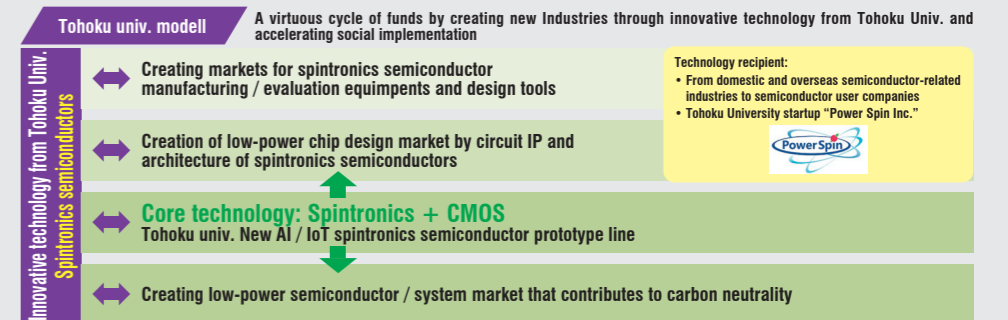 Tohoku univ. modell
A virtuous cycle of funds by creating new Industries through innovative technology from Tohoku Univ. and
accelerating social implementation
Innovative technology from Tohoku Univ.
Spintronics semiconductors
Creating markets for spintronics semiconductor
manufacturing / evaluation equimpents and design tools
Technology recipient:
• From domestic and overseas semiconductor-related
industries to semiconductor user companies
• Tohoku University startup “Power Spin Inc.”
PowerSpin
Creation of low-power chip design market by circuit IP and
architecture of spintronics semiconductors
Core technology: Spintronics + CMOS
Tohoku univ. New AI / IoT spintronics semiconductor prototype line
Creating low-power semiconductor / system market that contributes to carbon neutrality